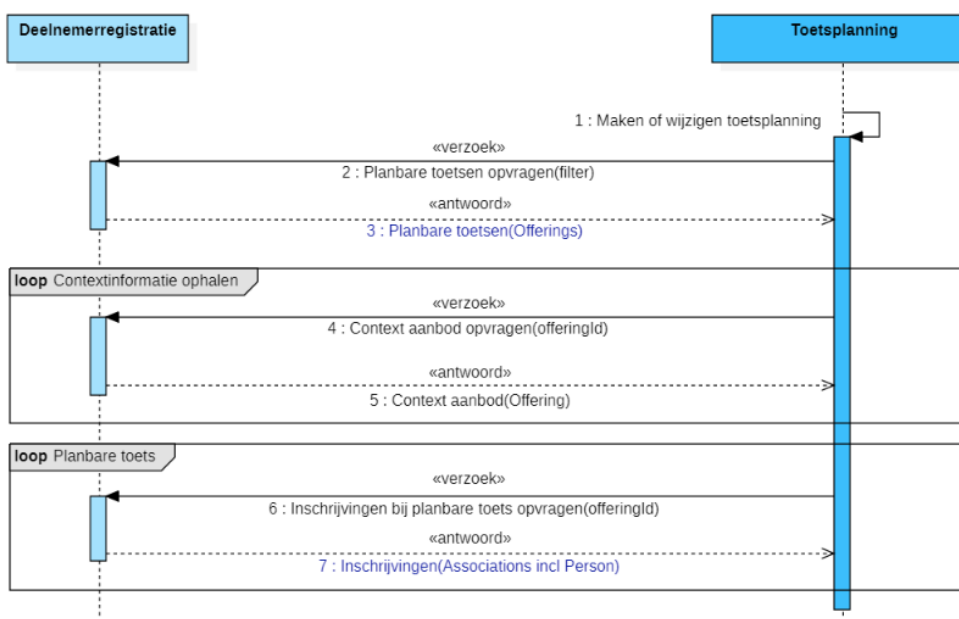 Deelnemerregistratie
Toetsplanning
1 : Maken of wijzigen toetsplanning
«verzoek»
2 : Planbare toetsen opvragen(filter)
«antwoord»
3 : Planbare toetsen(Offerings)
loop Contextinformatie ophalen
«verzoek»
4 : Context aanbod opvragen(offeringId)
«antwoord»
5 : Context aanbod(Offering)
loop Planbare toets
«verzoek»
6 : Inschrijvingen bij planbare toets opvragen(offeringId)
«antwoord»
7 : Inschrijvingen(Associations incl Person)